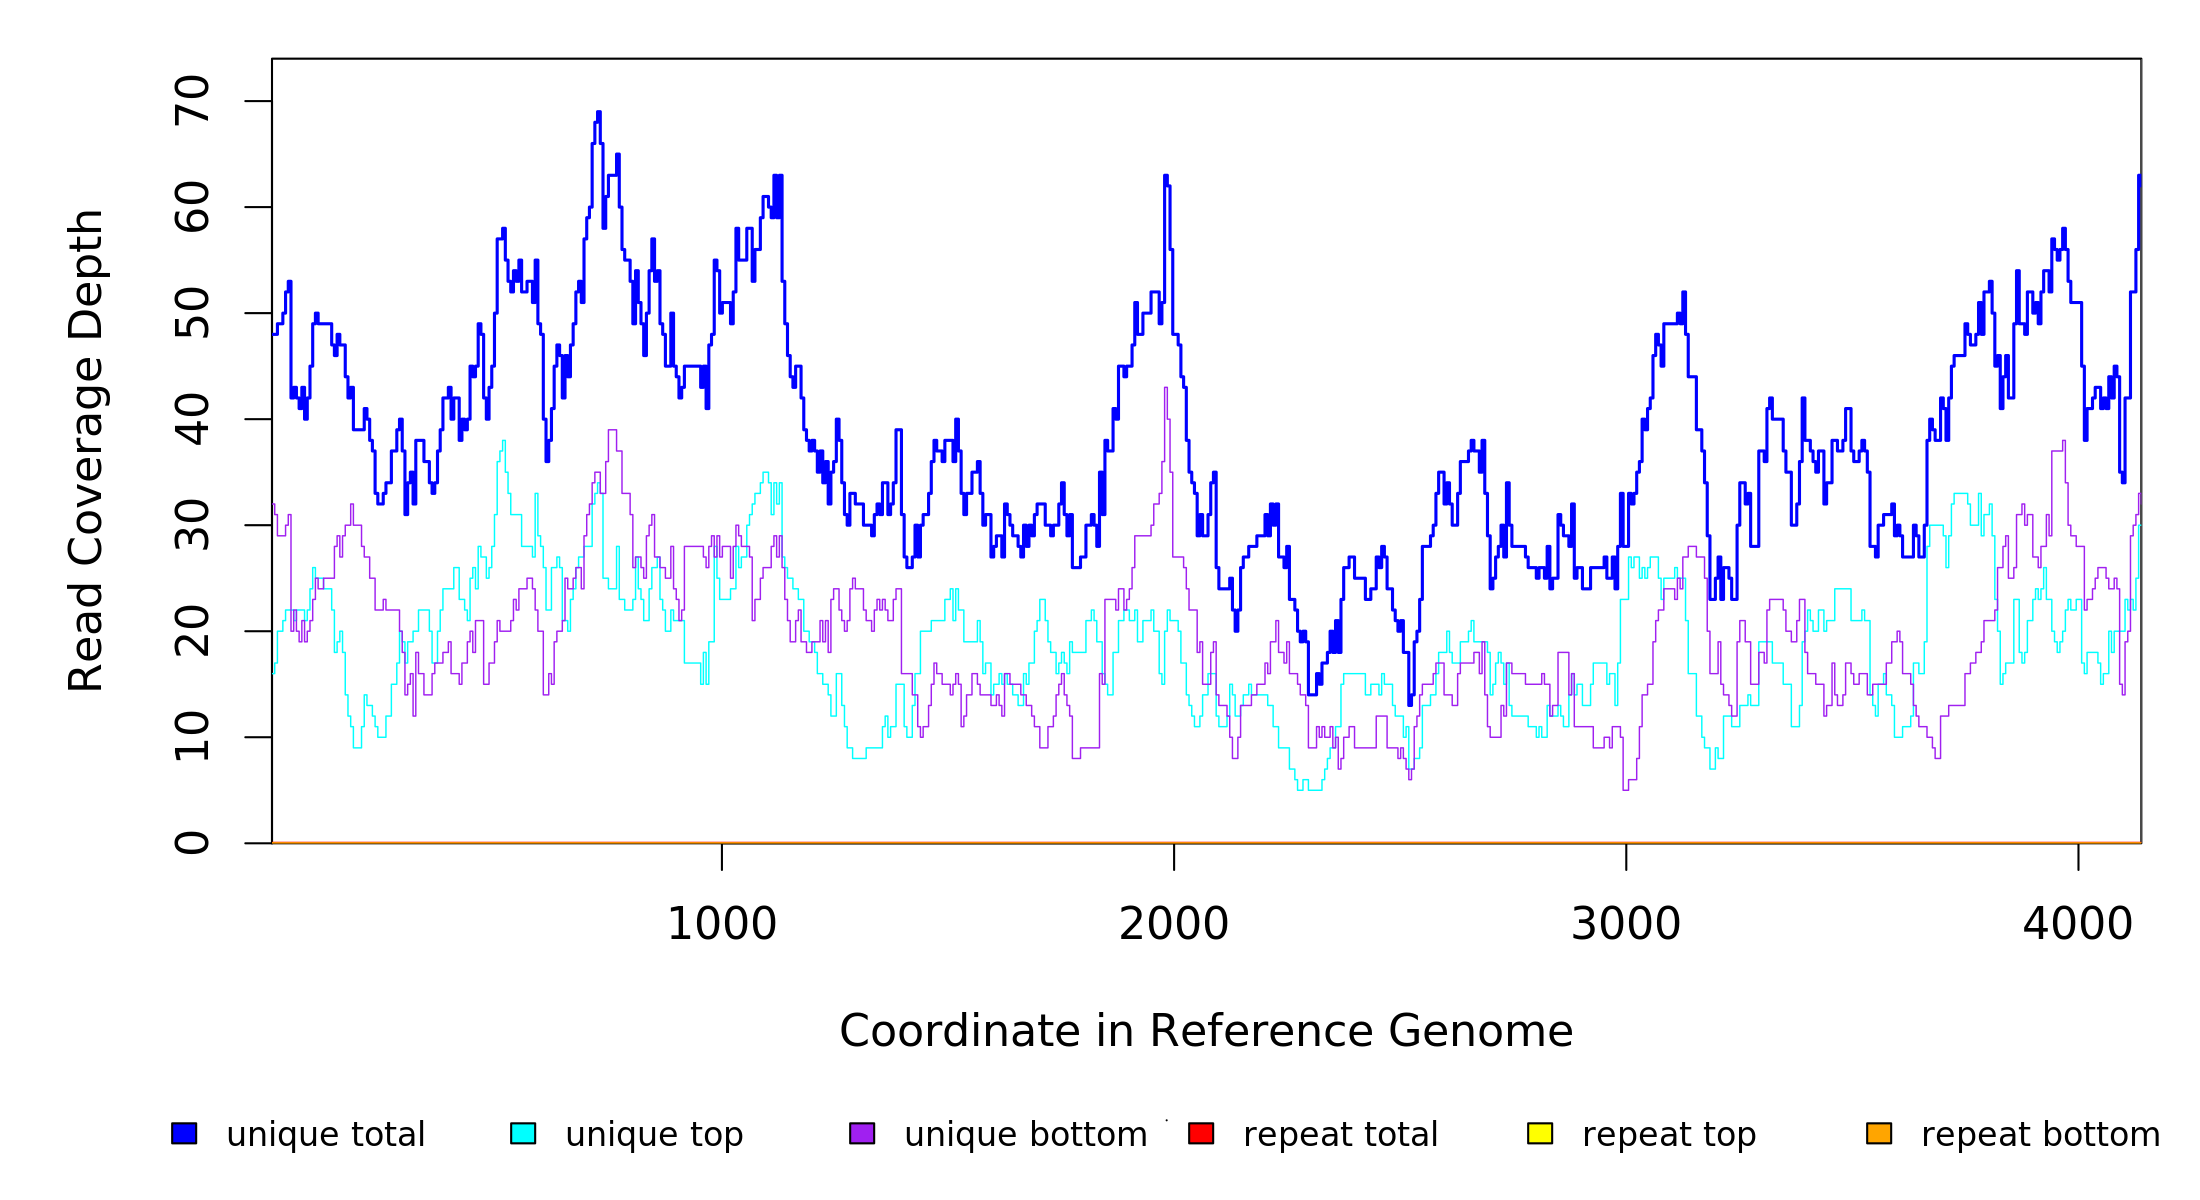 Read Coverage Depth
70
60
50
40
30
20
10
0
1000 2000 3000 4000
Coordinate in Reference Genome
unique total unique top unique bottom repeat total repeat top repeat bottom